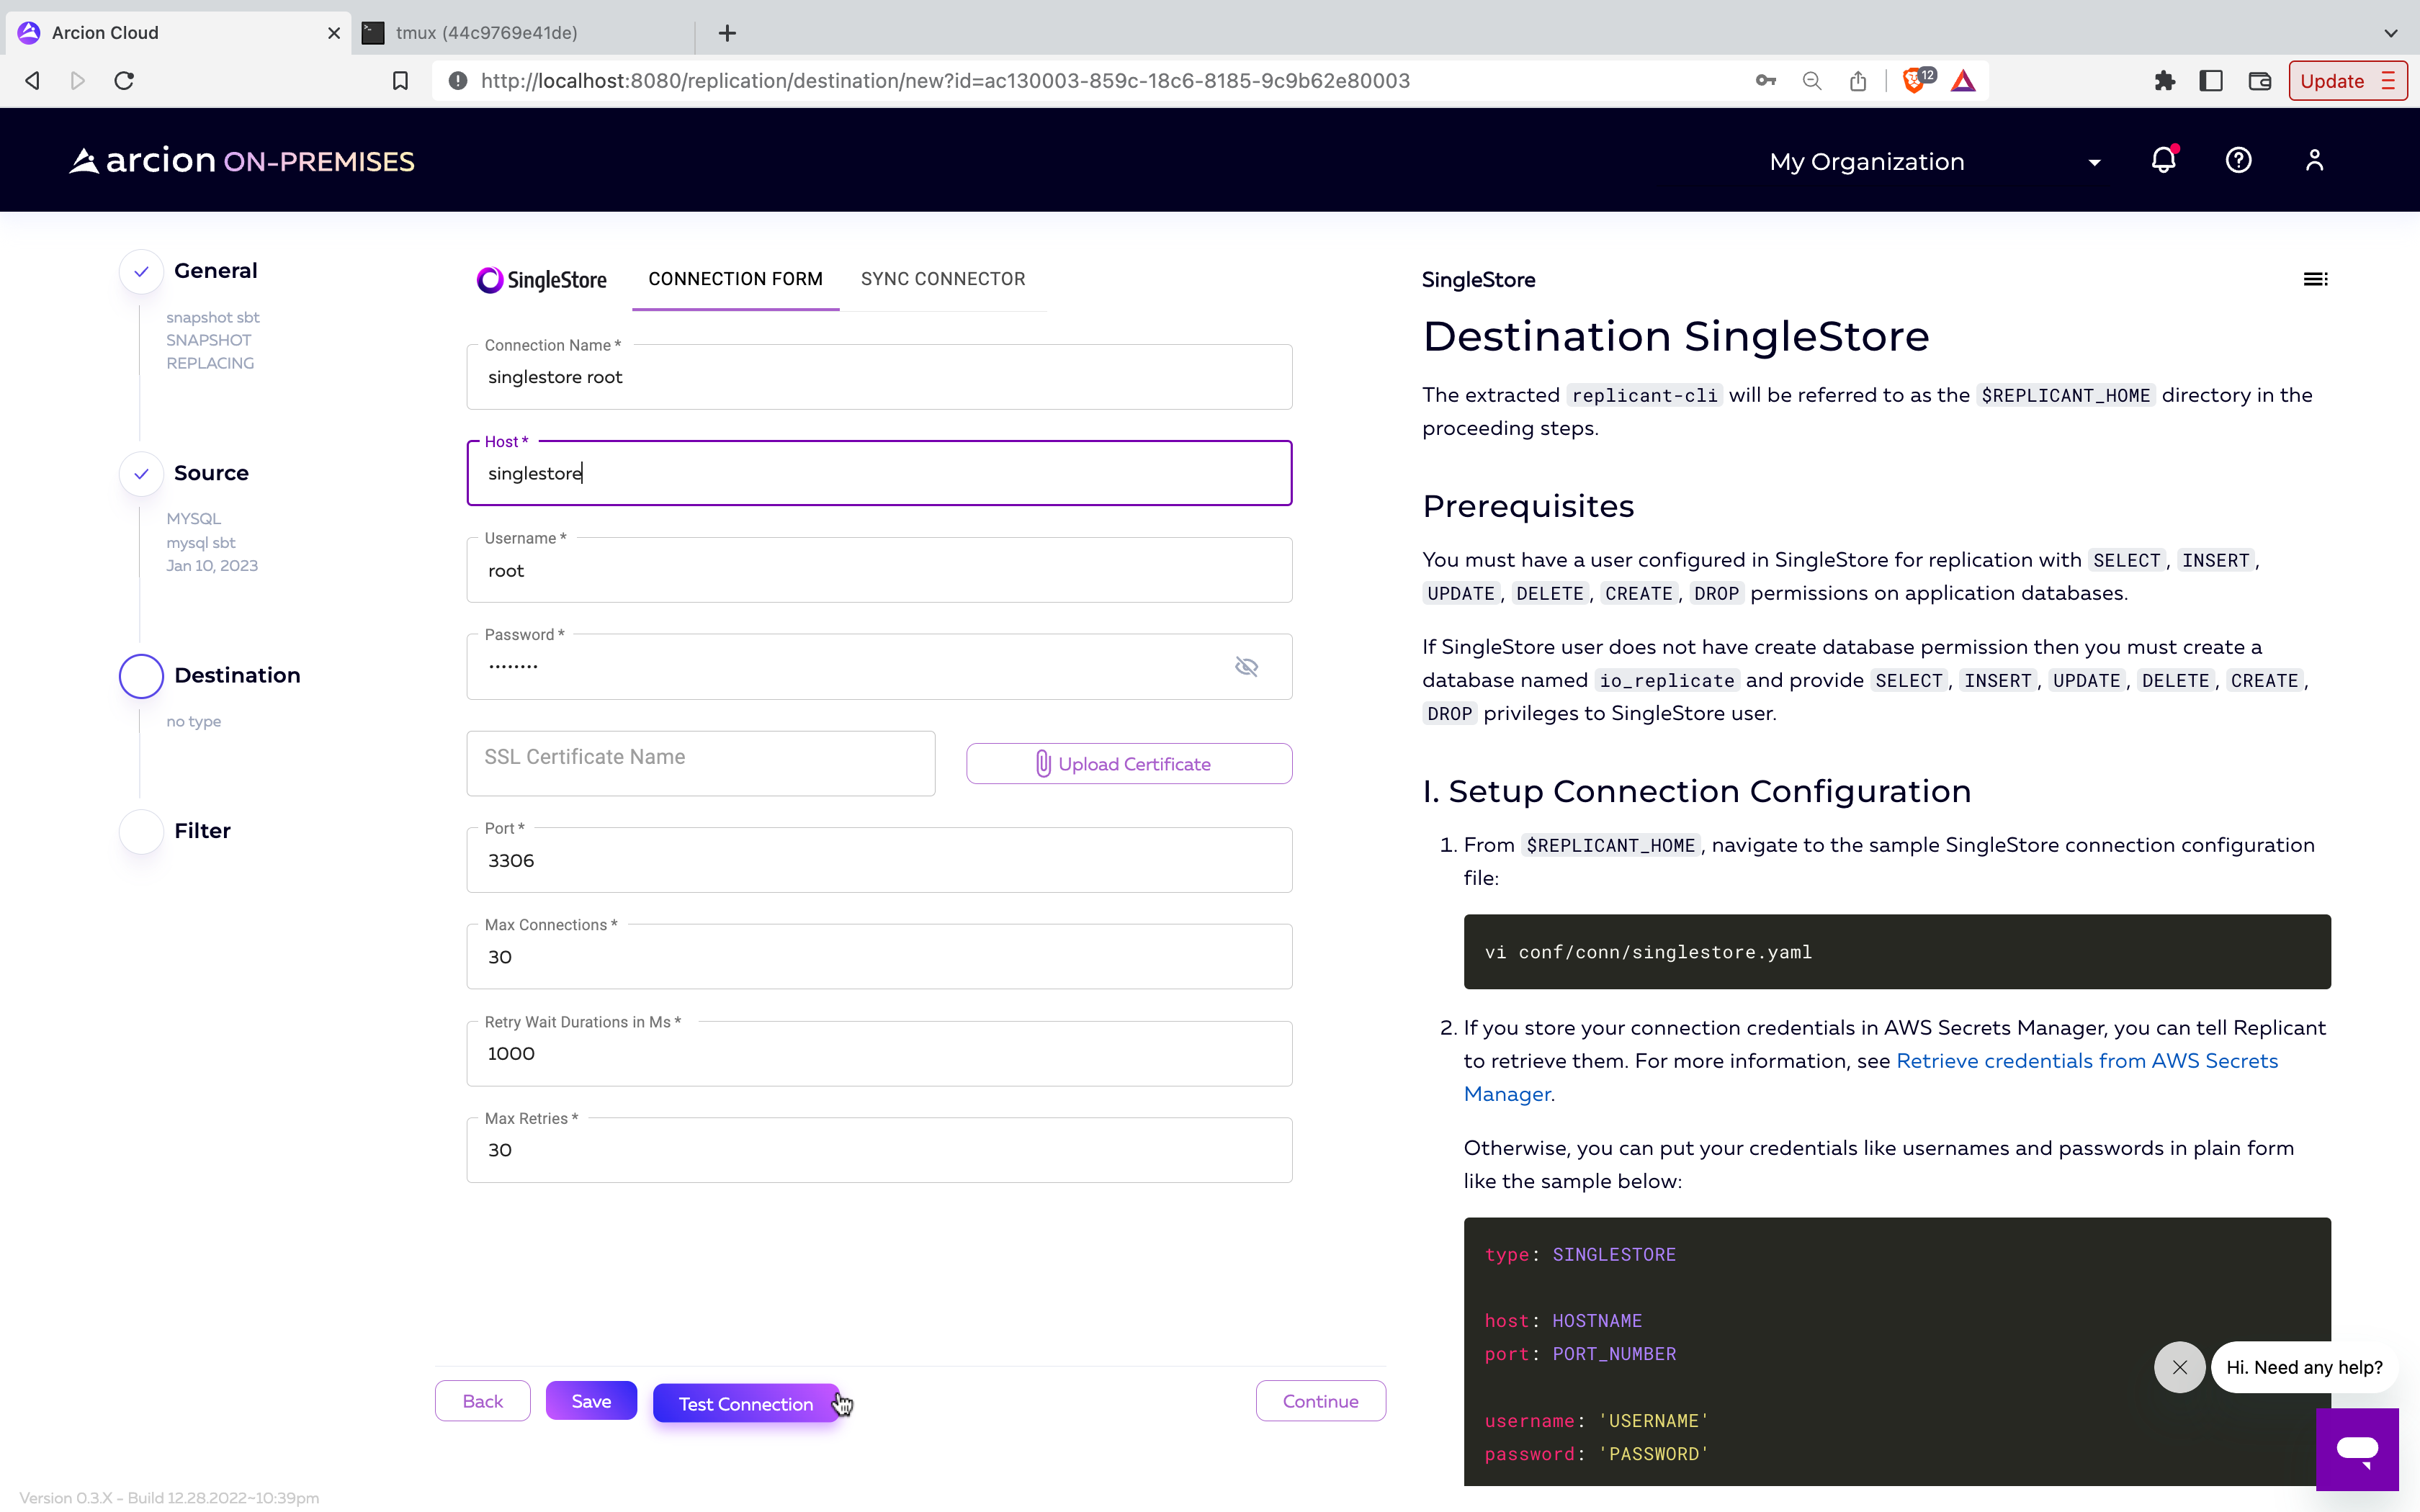 Arcion Cloud
tmux (44c9769e41de)
http://localhost:8080/replication/destination/new?id=ac130003-859c-18c6-8185-9c9b62e80003
12
Update
arcion ON-PREMISES
My Organization
General
snapshot sbt
SNAPSHOT
REPLACING
Source
MYSQL
mysql sbt
Jan 10, 2023
Destination
no type
Filter
SingleStore
CONNECTION FORM
SYNC CONNECTOR
Connection Name *
singlestore root
Host *
singlestore
Username *
root
Password *
••••••••
SSL Certificate Name
Upload Certificate
Port *
3306
Max Connections *
30
Retry Wait Durations in Ms *
1000
Max Retries *
30
Back
Save
Test Connection
Continue
SingleStore
Destination SingleStore
The extracted replicant-cli will be referred to as the $REPLICANT_HOME directory in the
proceeding steps.
Prerequisites
You must have a user configured in SingleStore for replication with SELECT, INSERT,
UPDATE, DELETE, CREATE, DROP permissions on application databases.
If SingleStore user does not have create database permission then you must create a
database named io_replicate and provide SELECT, INSERT, UPDATE, DELETE, CREATE,
DROP privileges to SingleStore user.
I. Setup Connection Configuration
1. From $REPLICANT_HOME, navigate to the sample SingleStore connection configuration
file:
vi conf/conn/singlestore.yaml
2. If you store your connection credentials in AWS Secrets Manager, you can tell Replicant
to retrieve them. For more information, see Retrieve credentials from AWS Secrets
Manager.
Otherwise, you can put your credentials like usernames and passwords in plain form
like the sample below:
type: SINGLESTORE
host: HOSTNAME
port: PORT_NUMBER
username: 'USERNAME'
password: 'PASSWORD'
Hi. Need any help?
Version 0.3.X - Build 12.28.2022~10:39pm